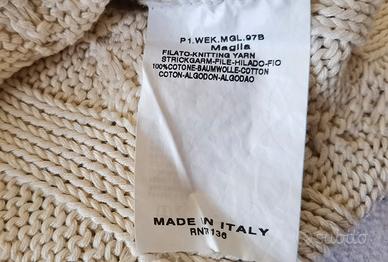 P1.WEK.MGL.97B
Maglia
FILATO-KNITTING YARN
STRICKGARM-FILE-HILADO-FIO
100%COTONE-BAUMWOLLE-COTTON
COTON-ALGODON-ALGODAO
MADE IN ITALY
subito